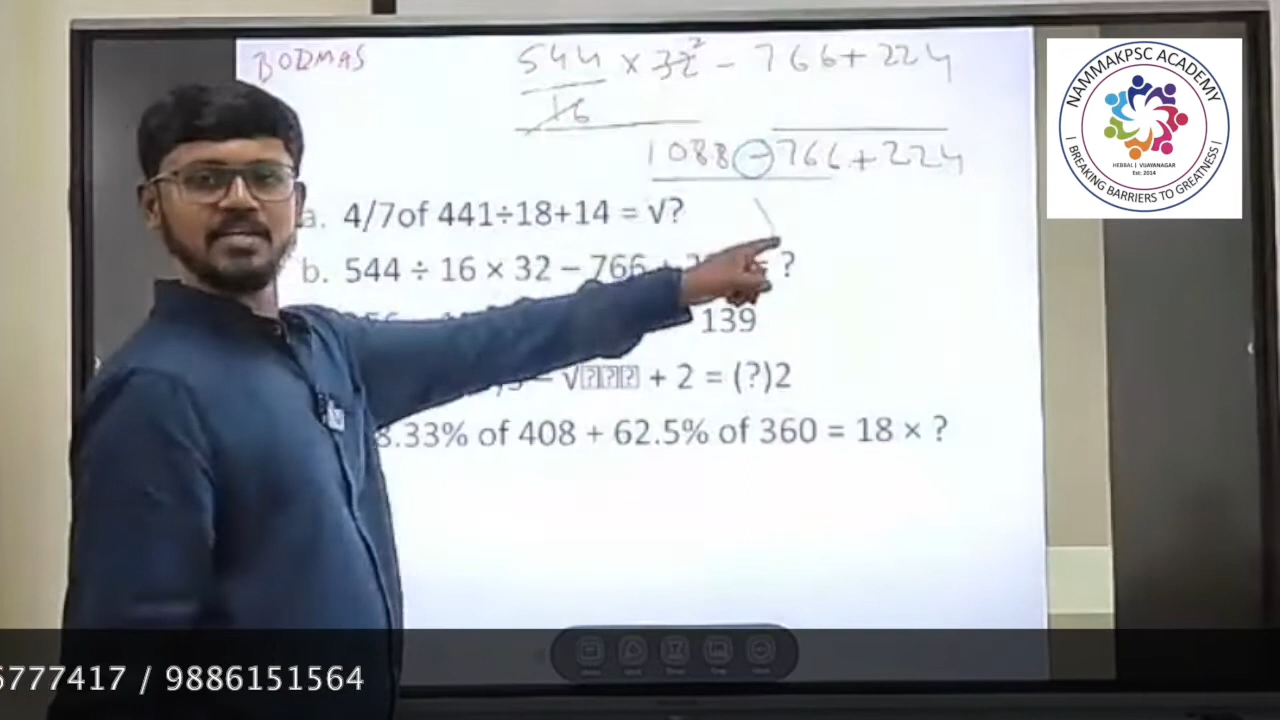 BODMAS
544 × 32² − 766 + 224
16
1088 − 766 + 224
a. 4/7of 441÷18+14 = √?
b. 544 ÷ 16 × 32 − 766 + ?
139
+ 2 = (?)2
8.33% of 408 + 62.5% of 360 = 18 × ?
NAMMAKPSC ACADEMY
HEBBAL | VIJAYANAGAR
Est: 2014
| BREAKING BARRIERS TO GREATNESS |
6777417 / 9886151564